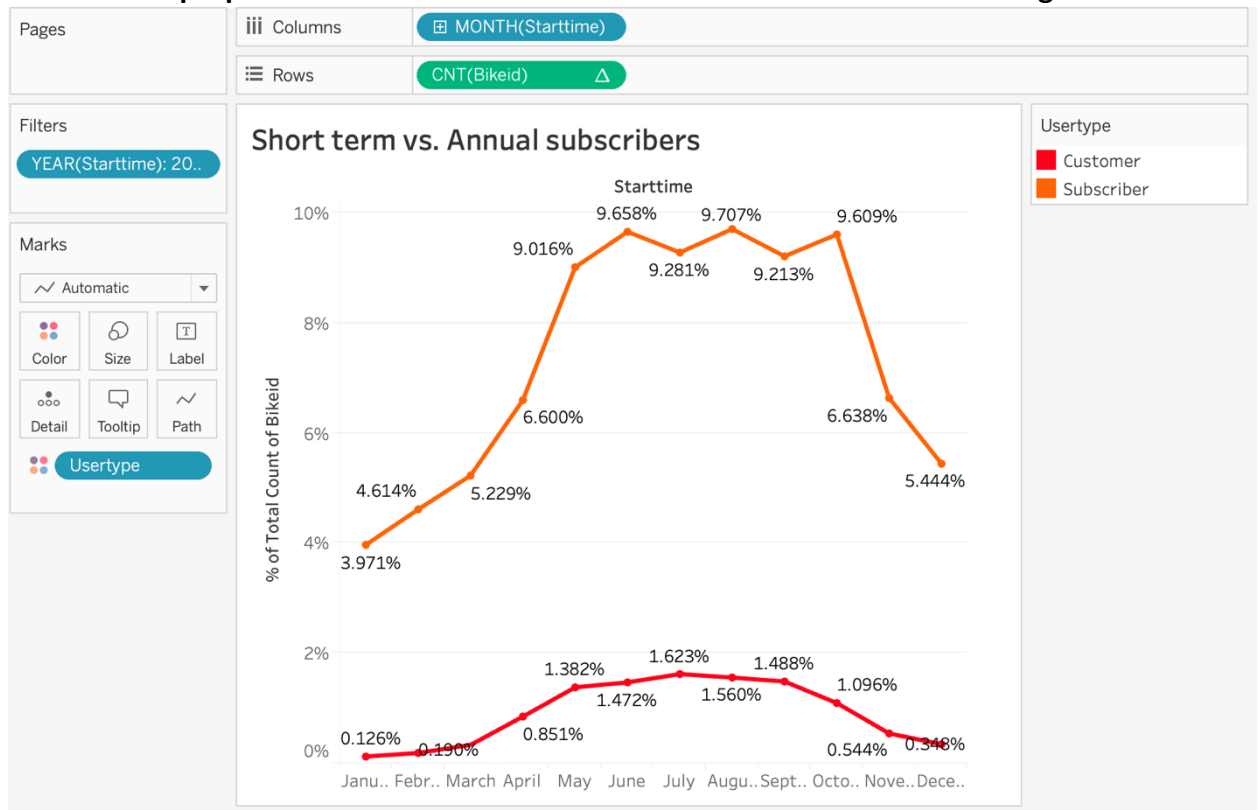 Pages
Columns
MONTH(Starttime)
Rows
CNT(Bikeid) Δ
Filters
YEAR(Starttime): 20..
Marks
Automatic
Color Size Label
Detail Tooltip Path
Usertype
Short term vs. Annual subscribers
Starttime
% of Total Count of Bikeid
10%
8%
6%
4%
2%
0%
3.971%
4.614%
5.229%
6.600%
9.016%
9.658%
9.281%
9.707%
9.213%
9.609%
6.638%
5.444%
0.126%
0.190%
0.851%
1.382%
1.472%
1.623%
1.560%
1.488%
1.096%
0.544%
0.348%
Janu.. Febr.. March April May June July Augu.. Sept.. Octo.. Nove.. Dece..
Usertype
Customer
Subscriber